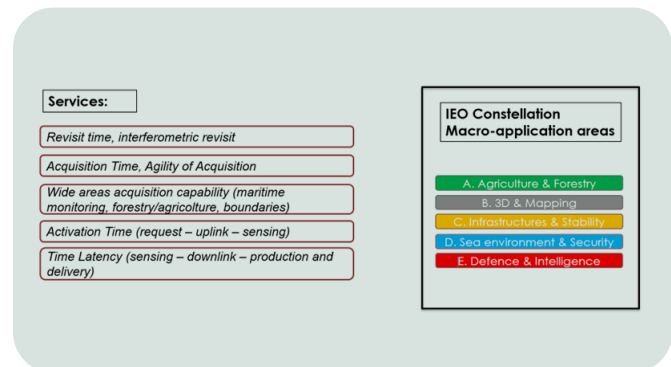 Services:
Revisit time, interferometric revisit
Acquisition Time, Agility of Acquisition
Wide areas acquisition capability (maritime
monitoring, forestry/agricolture, boundaries)
Activation Time (request – uplink – sensing)
Time Latency (sensing – downlink – production and
delivery)
IEO Constellation
Macro-application areas
A. Agriculture & Forestry
B. 3D & Mapping
C. Infrastructures & Stability
D. Sea environment & Security
E. Defence & Intelligence